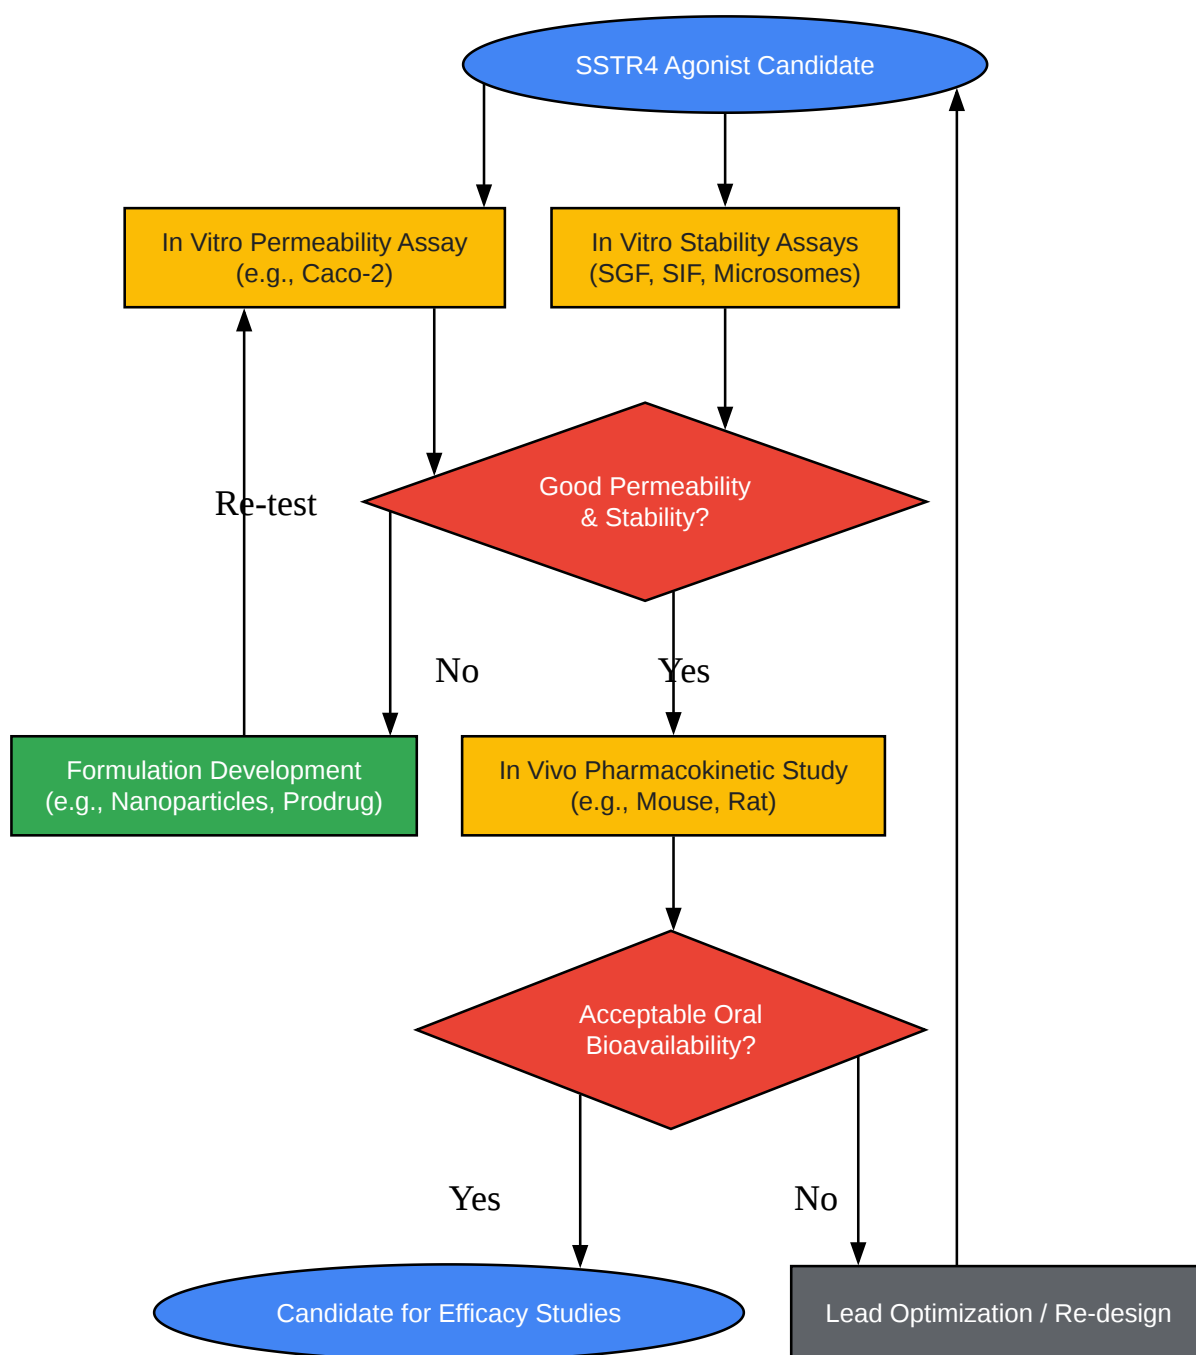 SSTR4 Agonist Candidate
In Vitro Permeability Assay
(e.g., Caco-2)
In Vitro Stability Assays
(SGF, SIF, Microsomes)
Good Permeability
& Stability?
Re-test
No
Yes
Formulation Development
(e.g., Nanoparticles, Prodrug)
In Vivo Pharmacokinetic Study
(e.g., Mouse, Rat)
Acceptable Oral
Bioavailability?
Yes
No
Candidate for Efficacy Studies
Lead Optimization / Re-design